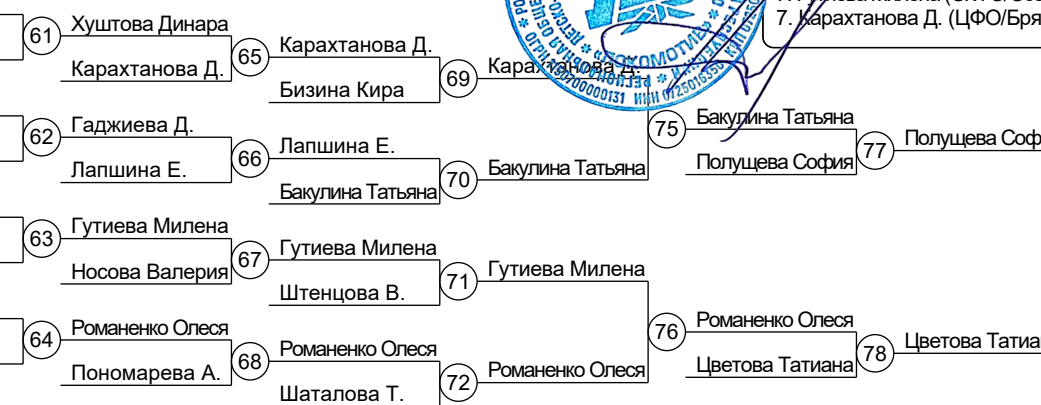 7. Карахтанова Д. (ЦФО/Бря
61 Хуштова Динара
Карахтанова Д.
65 Карахтанова Д.
Бизина Кира
69 Карахтанова Д.
62 Гаджиева Д.
Лапшина Е.
66 Лапшина Е.
Бакулина Татьяна
70 Бакулина Татьяна
75 Бакулина Татьяна
Полущева София
77 Полущева Соф
63 Гутиева Милена
Носова Валерия
67 Гутиева Милена
Штенцова В.
71 Гутиева Милена
64 Романенко Олеся
Пономарева А.
68 Романенко Олеся
Шаталова Т.
72 Романенко Олеся
76 Романенко Олеся
Цветова Татиана
78 Цветова Татиа
«ЛОКОМОТИВ»